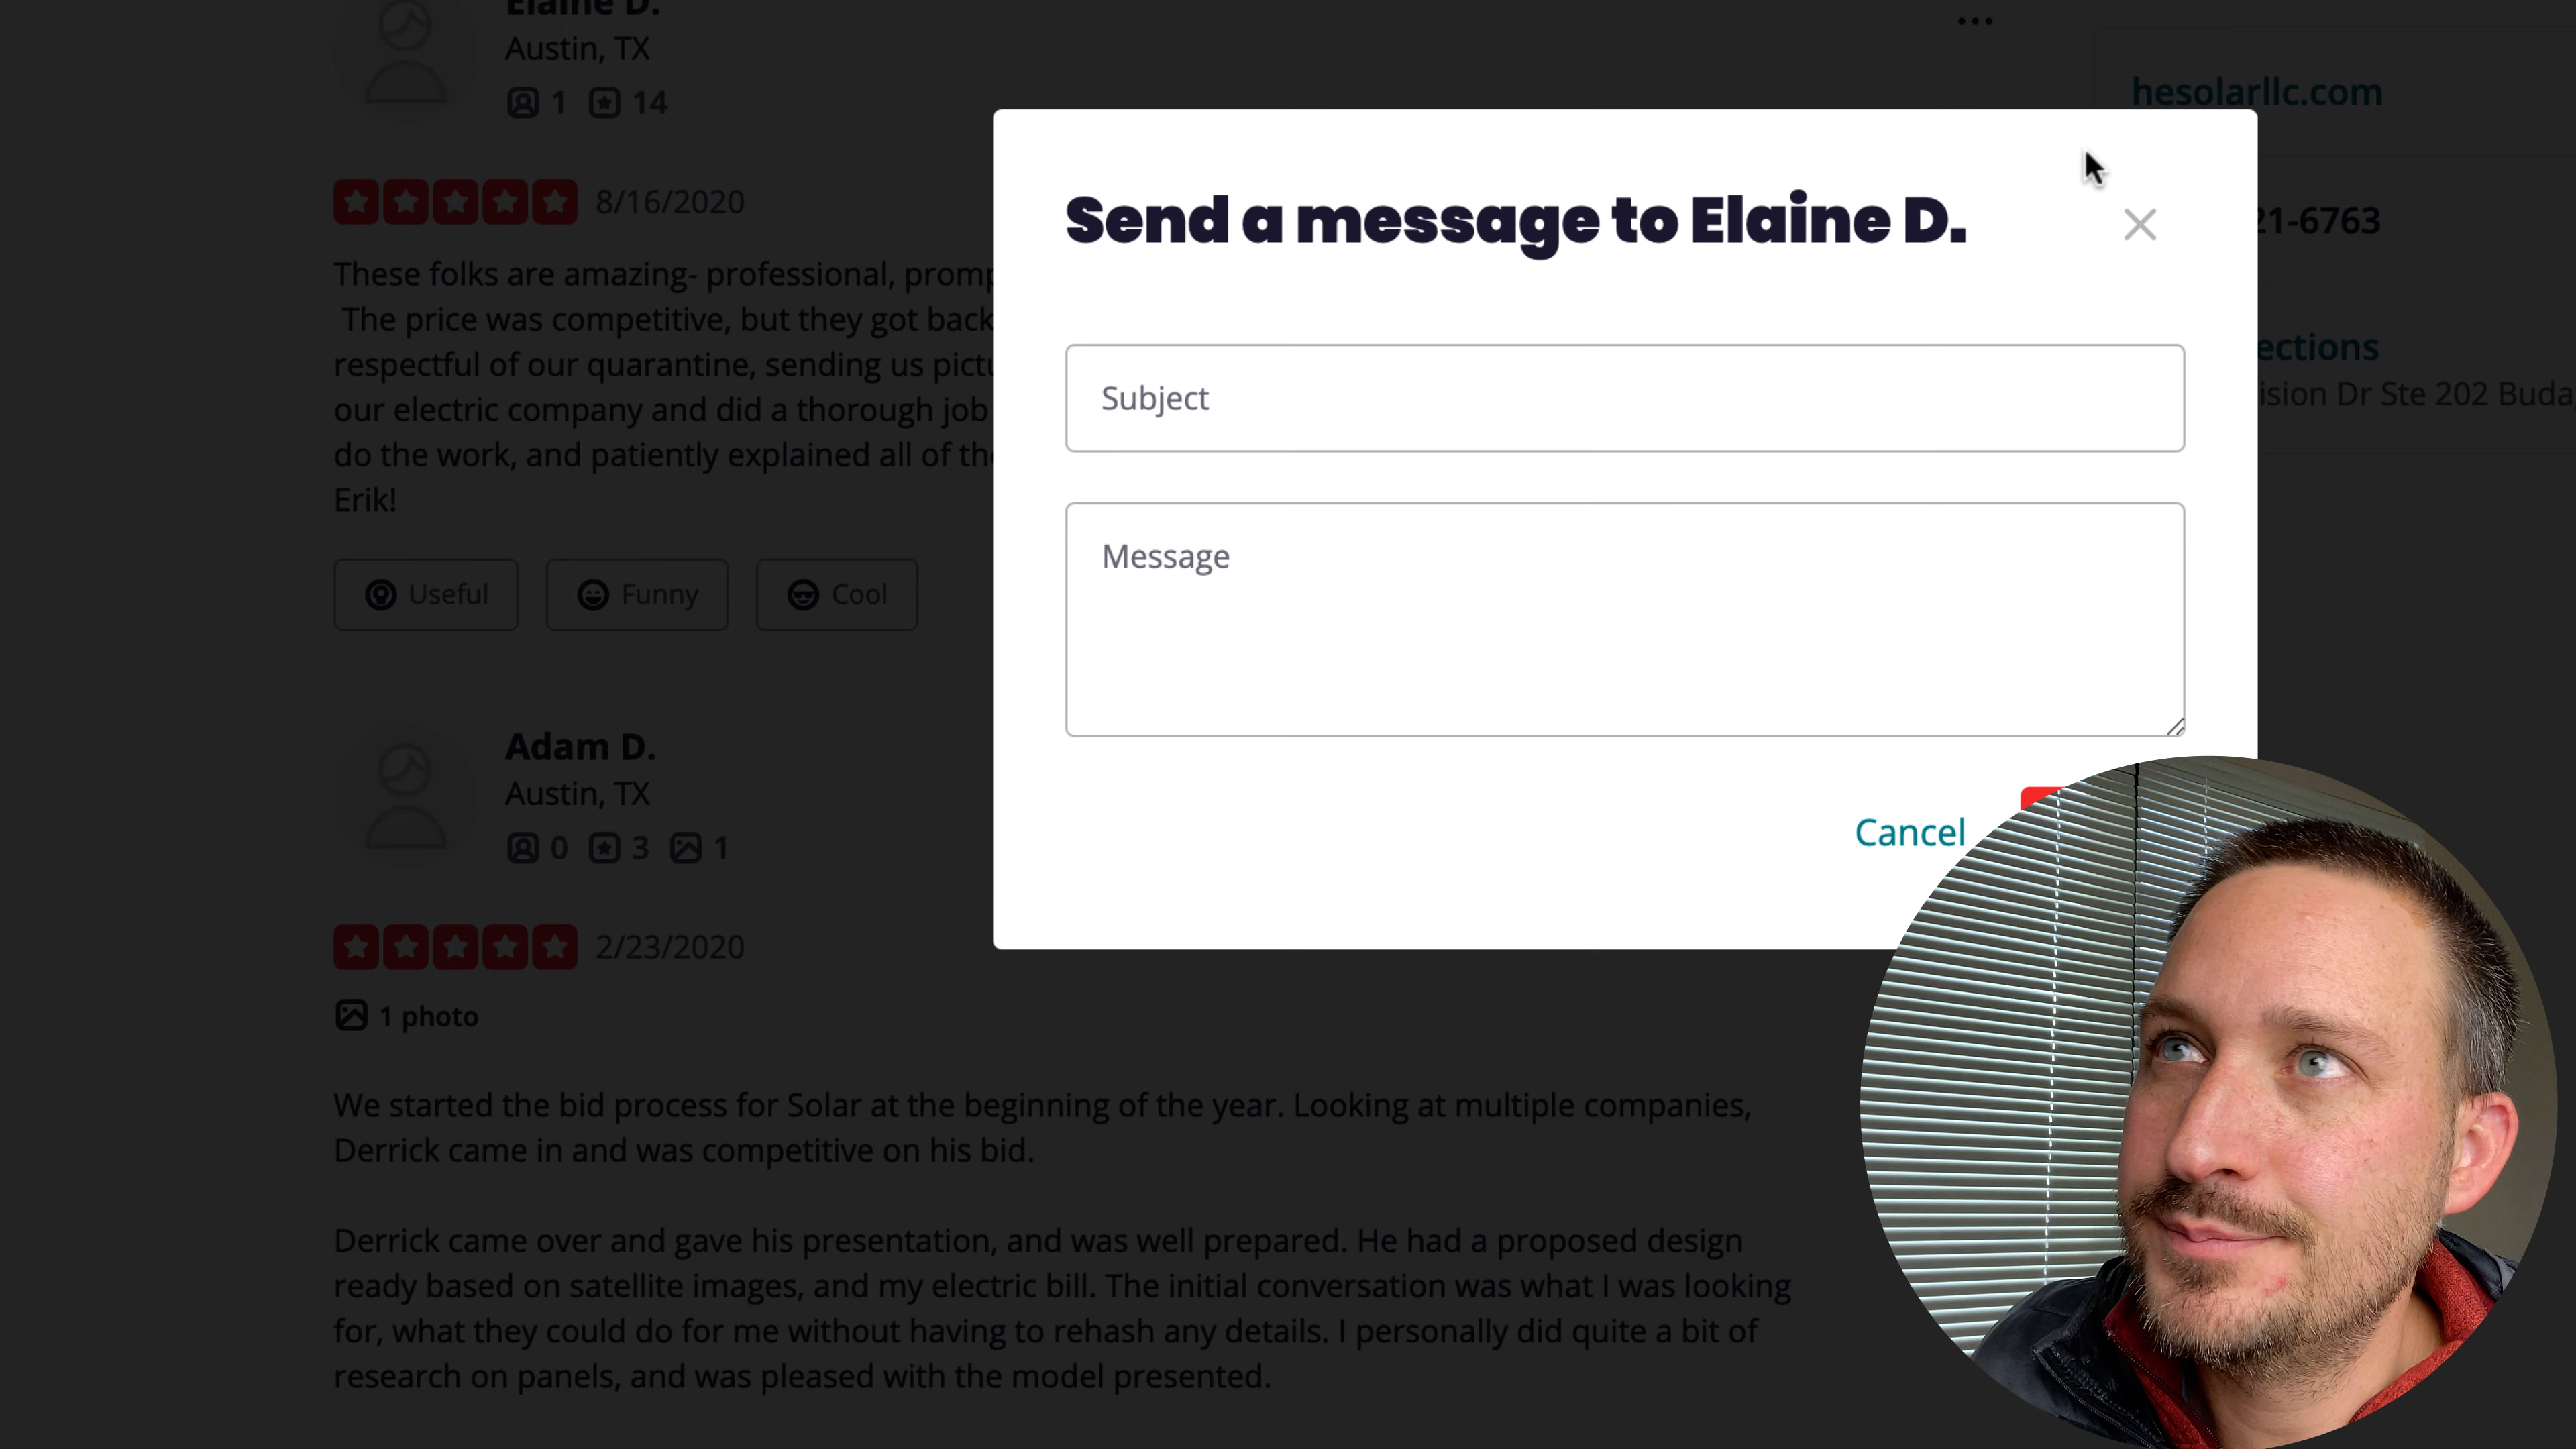 Elaine D.
Austin, TX
1 14
8/16/2020
These folks are amazing- professional,
The price was competitive, but they got back
respectful of our quarantine, sending us
our electric company and did a thorough job
do the work, and patiently explained all of
Erik!
Useful Funny Cool
Adam D.
Austin, TX
0 3 1
2/23/2020
1 photo
We started the bid process for Solar at the beginning of the year. Looking at multiple companies,
Derrick came in and was competitive on his bid.
Derrick came over and gave his presentation, and was well prepared. He had a proposed design
ready based on satellite images, and my electric bill. The initial conversation was what I was looking
for, what they could do for me without having to rehash any details. I personally did quite a bit of
research on panels, and was pleased with the model presented.
Send a message to Elaine D.
Subject
Message
Cancel
hesolarllc.com
21-6763
ections
ision Dr Ste 202 Buda